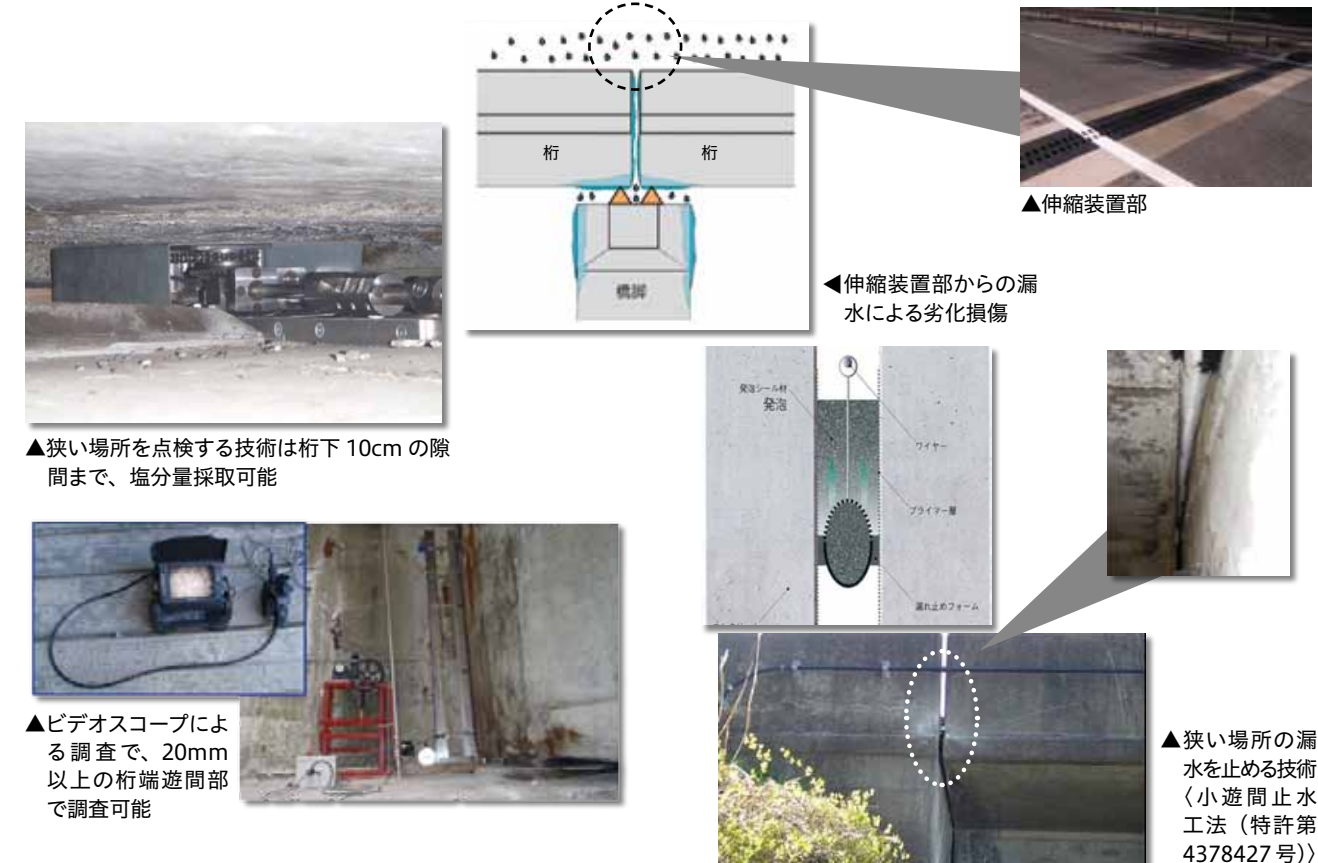 桁
桁
橋脚
▲伸縮装置部
◀伸縮装置部からの漏
水による劣化損傷
▲狭い場所を点検する技術は桁下 10cm の隙
間まで、塩分量採取可能
発泡シール材
発泡
ワイヤー
プライマー層
漏れ止めフォーム
▲ビデオスコープによ
る調査で、20mm
以上の桁端遊間部
で調査可能
▲狭い場所の漏
水を止める技術
〈小遊間止水
工法（特許第
4378427 号)〉